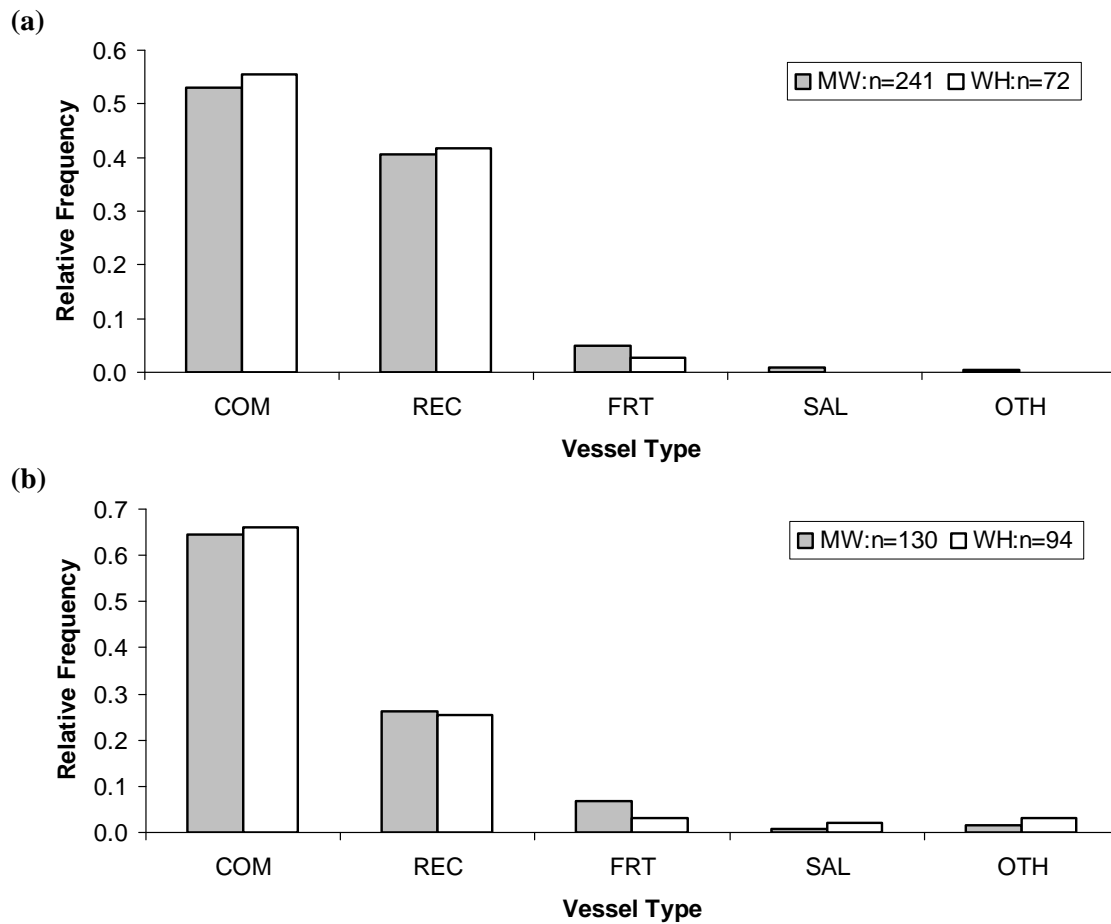 (a)
0.6
0.5
0.4
0.3
0.2
0.1
0.0
Relative Frequency
MW:n=241 WH:n=72
COM REC FRT SAL OTH
Vessel Type
(b)
0.7
0.6
0.5
0.4
0.3
0.2
0.1
0.0
Relative Frequency
MW:n=130 WH:n=94
COM REC FRT SAL OTH
Vessel Type